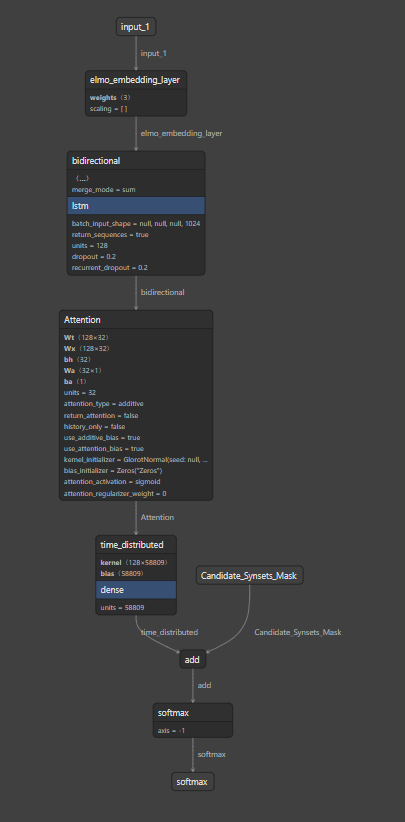 input_1
input_1
elmo_embedding_layer
weights ⟨3⟩
scaling = [ ]
elmo_embedding_layer
bidirectional
⟨...⟩
merge_mode = sum
lstm
batch_input_shape = null, null, null, 1024
return_sequences = true
units = 128
dropout = 0.2
recurrent_dropout = 0.2
bidirectional
Attention
Wt ⟨128×32⟩
Wx ⟨128×32⟩
bh ⟨32⟩
Wa ⟨32×1⟩
ba ⟨1⟩
units = 32
attention_type = additive
return_attention = false
history_only = false
use_additive_bias = true
use_attention_bias = true
kernel_initializer = GlorotNormal(seed: null, ...
bias_initializer = Zeros("Zeros")
attention_activation = sigmoid
attention_regularizer_weight = 0
Attention
time_distributed
kernel ⟨128×58809⟩
bias ⟨58809⟩
dense
units = 58809
Candidate_Synsets_Mask
time_distributed
Candidate_Synsets_Mask
add
add
softmax
axis = -1
softmax
softmax